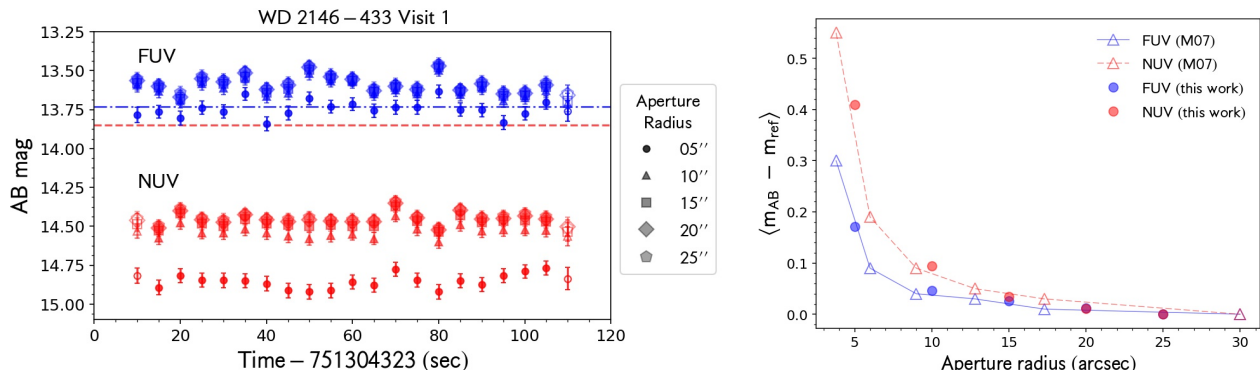 WD 2146−433 Visit 1
13.25
13.50
13.75
14.00
14.25
14.50
14.75
15.00
AB mag
FUV
NUV
0 20 40 60 80 100 120
Time − 751304323 (sec)
Aperture
Radius
05′′
10′′
15′′
20′′
25′′
0.5
0.4
0.3
0.2
0.1
0.0
⟨mAB − mref⟩
FUV (M07)
NUV (M07)
FUV (this work)
NUV (this work)
5 10 15 20 25 30
Aperture radius (arcsec)